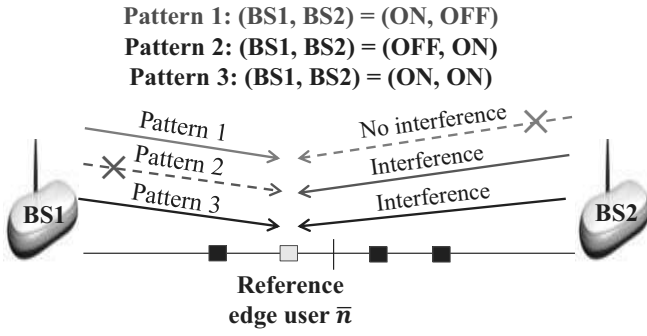 Pattern 1: (BS1, BS2) = (ON, OFF)
Pattern 2: (BS1, BS2) = (OFF, ON)
Pattern 3: (BS1, BS2) = (ON, ON)
Pattern 1
No interference
Pattern 2
Interference
Pattern 3
Interference
BS1
BS2
Reference
edge user n̅